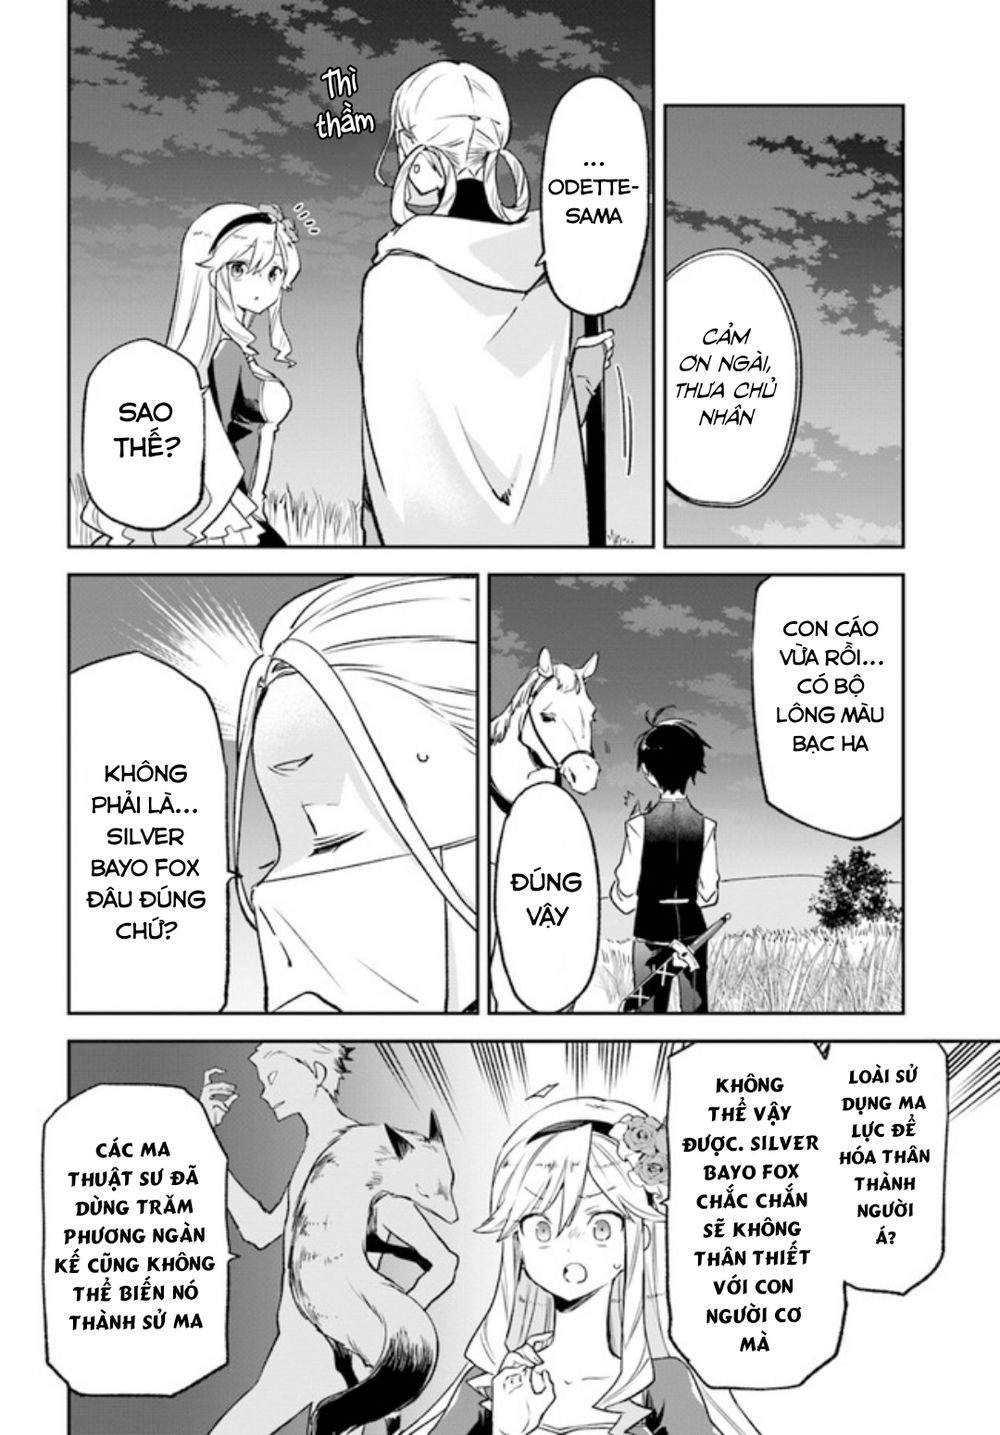 CẢM
ƠN NGÀI,
THƯA CHỦ
NHÂN
...
ODETTE-
SAMA
Thì
thầm
SAO
THẾ?
CON CÁO
VỪA RỒI...
CÓ BỘ
LÔNG MÀU
BẠC HA
ĐÚNG
VẬY
KHÔNG
PHẢI LÀ...
SILVER
BAYO FOX
ĐÂU ĐÚNG
CHỨ?
LOÀI SỬ
DỤNG MA
LỰC ĐỂ
HÓA THÂN
THÀNH
NGƯỜI
Á?
KHÔNG
THỂ VẬY
ĐƯỢC. SILVER
BAYO FOX
CHẮC CHẮN
SẼ KHÔNG
THÂN THIẾT
VỚI CON
NGƯỜI CƠ
MÀ
CÁC MA
THUẬT SƯ ĐÃ
DÙNG TRĂM
PHƯƠNG NGÀN
KẾ CŨNG KHÔNG
THỂ BIẾN NÓ
THÀNH SỬ MA